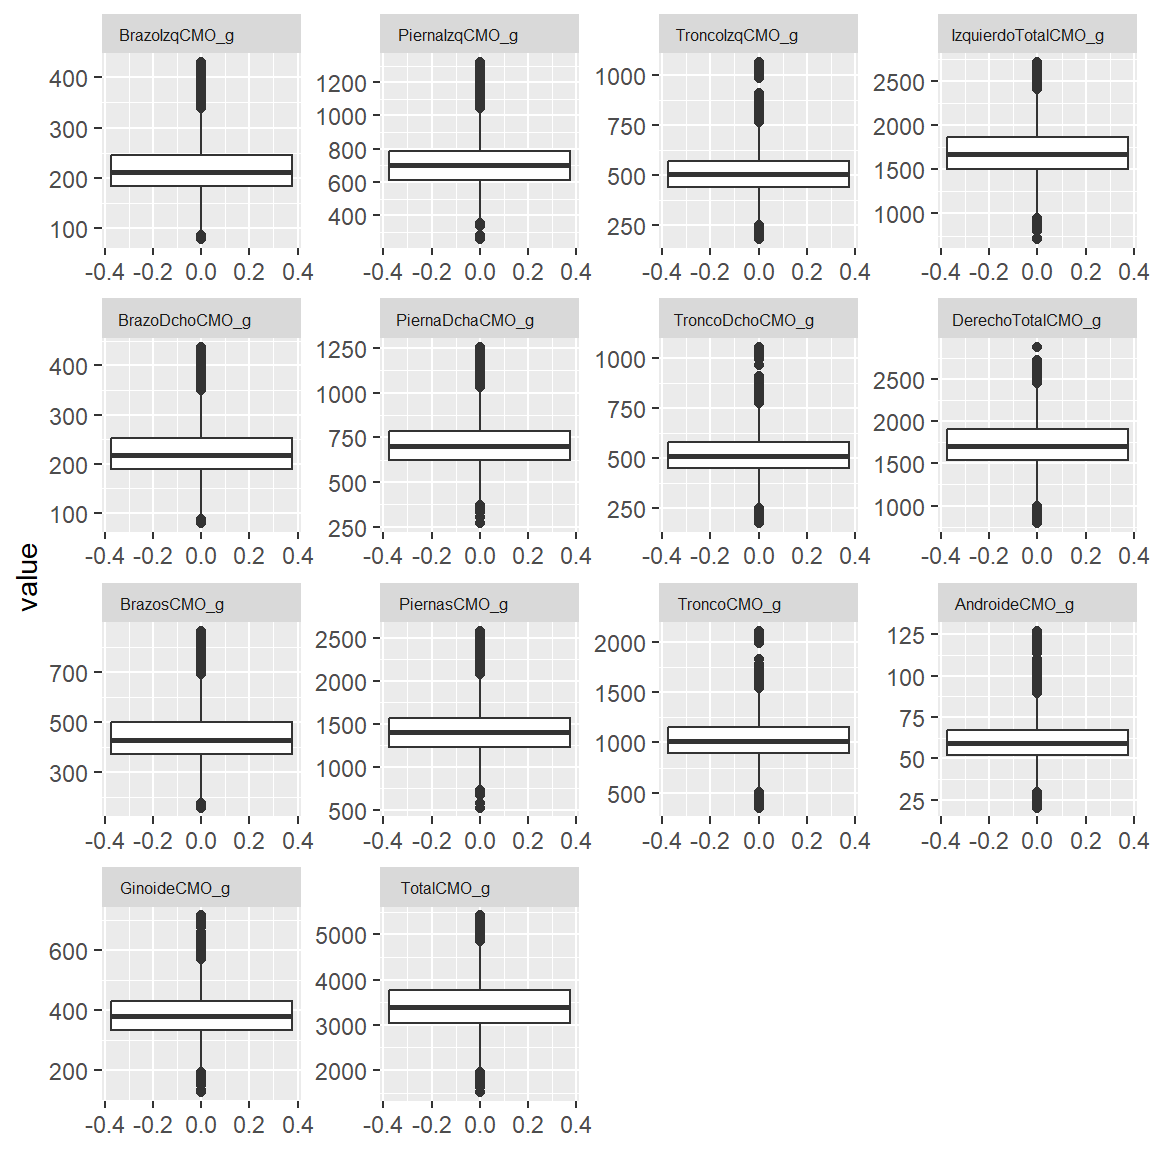 BrazoIzqCMO_g PiernaIzqCMO_g TroncoIzqCMO_g IzquierdoTotalCMO_g
400 300 200 100
1200 1000 800 600 400
1000 750 500 250
2500 2000 1500 1000
-0.4 -0.2 0.0 0.2 0.4 -0.4 -0.2 0.0 0.2 0.4 -0.4 -0.2 0.0 0.2 0.4 -0.4 -0.2 0.0 0.2 0.4
BrazoDchoCMO_g PiernaDchaCMO_g TroncoDchoCMO_g DerechoTotalCMO_g
400 300 200 100
1250 1000 750 500 250
1000 750 500 250
2500 2000 1500 1000
-0.4 -0.2 0.0 0.2 0.4 -0.4 -0.2 0.0 0.2 0.4 -0.4 -0.2 0.0 0.2 0.4 -0.4 -0.2 0.0 0.2 0.4
value
BrazosCMO_g PiernasCMO_g TroncoCMO_g AndroideCMO_g
700 500 300
2500 2000 1500 1000 500
2000 1500 1000 500
125 100 75 50 25
-0.4 -0.2 0.0 0.2 0.4 -0.4 -0.2 0.0 0.2 0.4 -0.4 -0.2 0.0 0.2 0.4 -0.4 -0.2 0.0 0.2 0.4
GinoideCMO_g TotalCMO_g
600 400 200
5000 4000 3000 2000
-0.4 -0.2 0.0 0.2 0.4 -0.4 -0.2 0.0 0.2 0.4